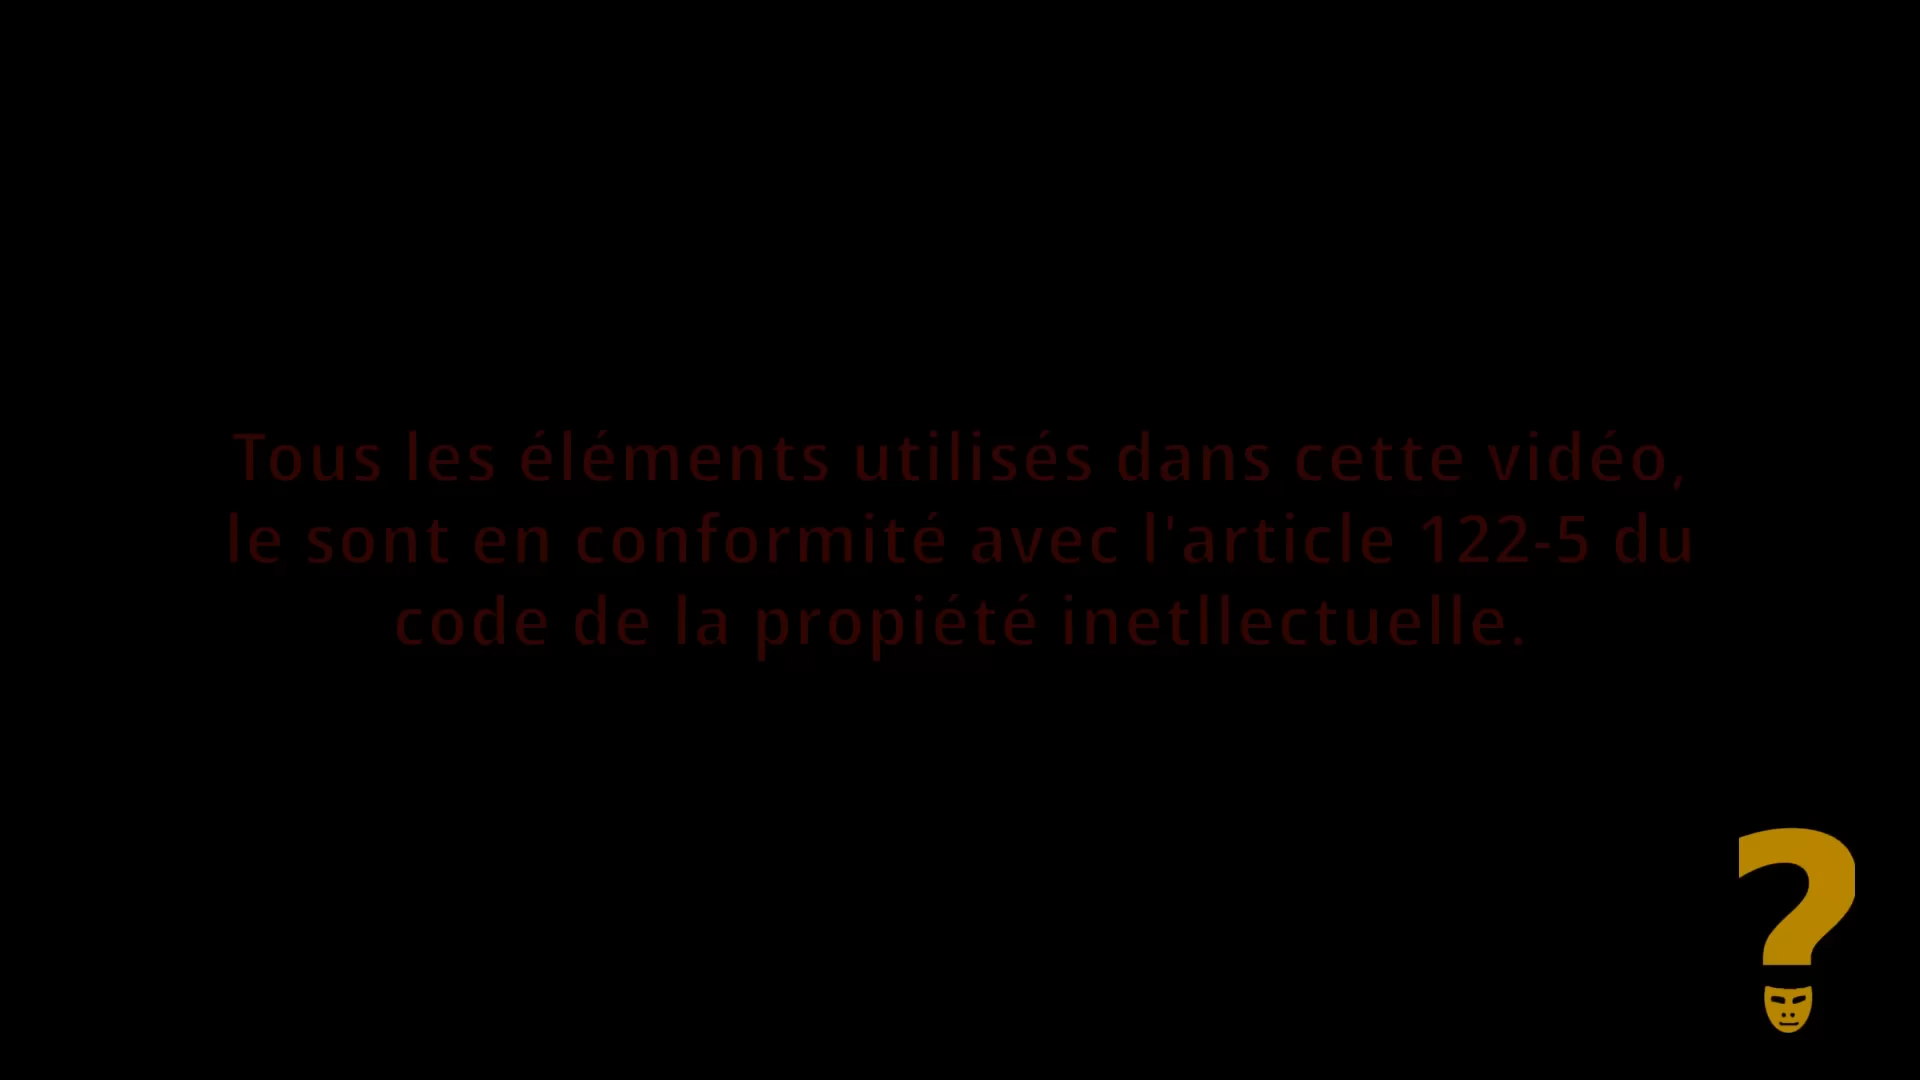 Tous les éléments utilisés dans cette vidéo,
le sont en conformité avec l'article 122-5 du
code de la propiété inetllectuelle.
?